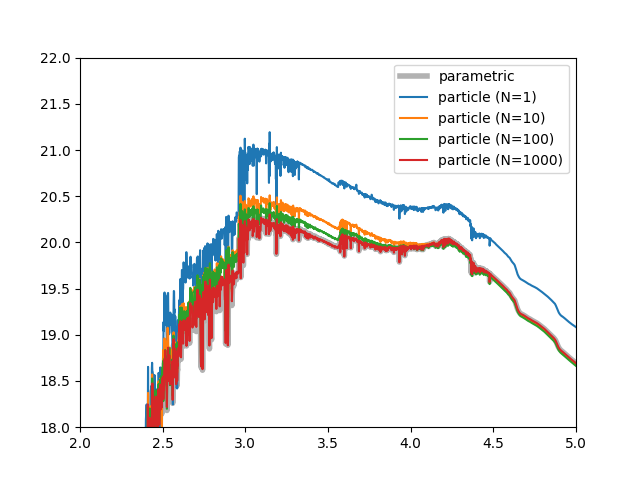 22.0
21.5
21.0
20.5
20.0
19.5
19.0
18.5
18.0
2.0 2.5 3.0 3.5 4.0 4.5 5.0
parametric
particle (N=1)
particle (N=10)
particle (N=100)
particle (N=1000)